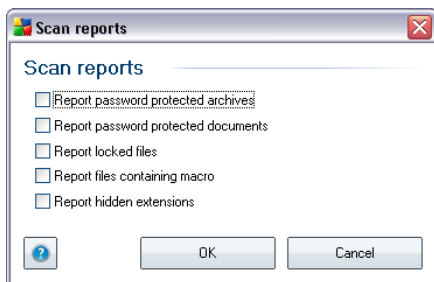 Scan reports
Scan reports
Report password protected archives
Report password protected documents
Report locked files
Report files containing macro
Report hidden extensions
?
OK
Cancel